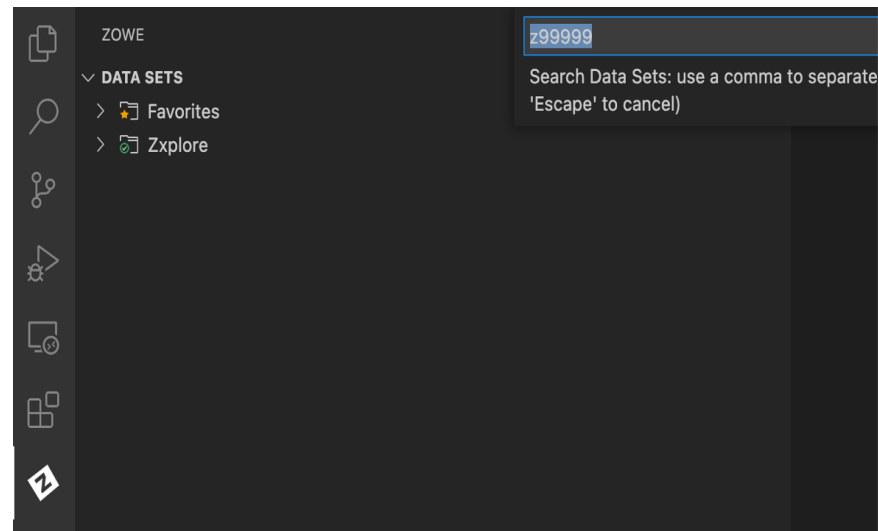 ZOWE
DATA SETS
Favorites
Zxplore
z99999
Search Data Sets: use a comma to separate
'Escape' to cancel)